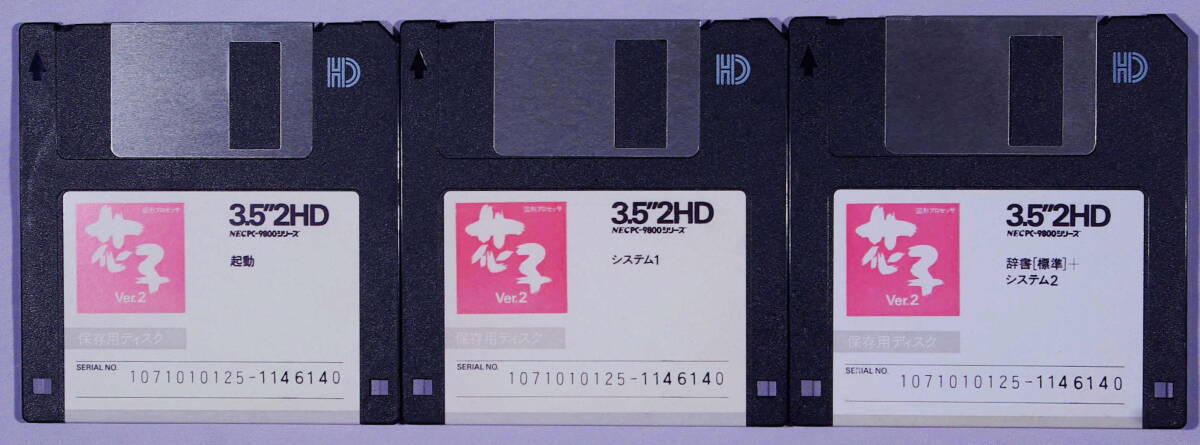 HD
図形プロセッサ
花子
Ver.2
3.5"2HD
NEC PC-9800シリーズ
起動
保存用ディスク
SERIAL NO.
1071010125-1146140
HD
図形プロセッサ
花子
Ver.2
3.5"2HD
NEC PC-9800シリーズ
システム1
保存用ディスク
SERIAL NO.
1071010125-1146140
HD
図形プロセッサ
花子
Ver.2
3.5"2HD
NEC PC-9800シリーズ
辞書[標準]+
システム2
保存用ディスク
SERIAL NO.
1071010125-1146140